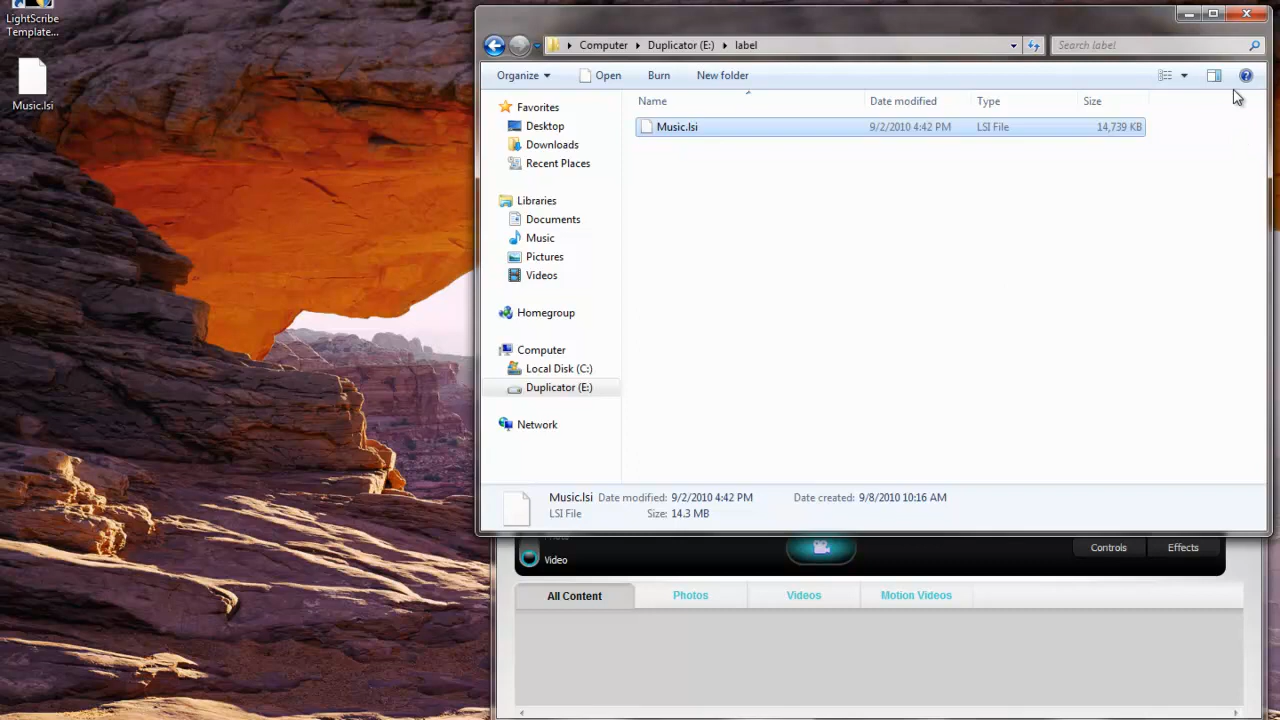 LightScribe
Template...
Music.lsi
Computer Duplicator (E:) label
Search label
Organize Open Burn New folder
Name Date modified Type Size
Music.lsi 9/2/2010 4:42 PM LSI File 14,739 KB
Favorites
Desktop
Downloads
Recent Places
Libraries
Documents
Music
Pictures
Videos
Homegroup
Computer
Local Disk (C:)
Duplicator (E:)
Network
Music.lsi Date modified: 9/2/2010 4:42 PM Date created: 9/8/2010 10:16 AM
LSI File Size: 14.3 MB
Video
Controls Effects
All Content Photos Videos Motion Videos